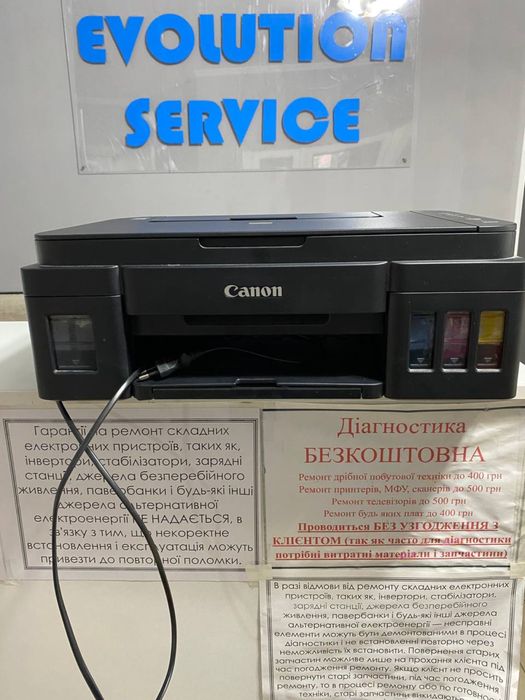 EVOLUTION
SERVICE
Canon
Гарантія на ремонт складних
електронних пристроїв, таких як,
інвертори, стабілізатори, зарядні
станції, джерела безперебійного
живлення, павербанки і будь-які інші
джерела альтернативної
електроенергії НЕ НАДАЄТЬСЯ, в
зв'язку з тим, що некоректне
встановлення і експлуатація можуть
привезти до повторної поломки.
Діагностика
БЕЗКОШТОВНА
Ремонт дрібної побутової техніки до 400 грн
Ремонт принтерів, МФУ, сканерів до 500 грн
Ремонт телевізорів до 500 грн
Ремонт будь яких плат до 400 грн
Проводиться БЕЗ УЗГОДЖЕННЯ З
КЛІЄНТОМ (так як часто для діагностики
потрібні витратні матеріали і запчастини)
В разі відмови від ремонту складних електронних
пристроїв, таких як, інвертори, стабілізатори,
зарядні станції, джерела безперебійного
живлення, павербанки і будь-які інші джерела
альтернативної електроенергії — несправні
елементи можуть бути демонтованими в процесі
діагностики і не встановленні повторно через
неможливість їх встановити. Повернення старих
запчастин можливе лише на прохання клієнта під
час погодження ремонту. Якщо клієнт не просить
повернути старі запчастини, під час погодження
ремонту, то в процесі ремонту або по готовності
техніки, старі запчастини викидають